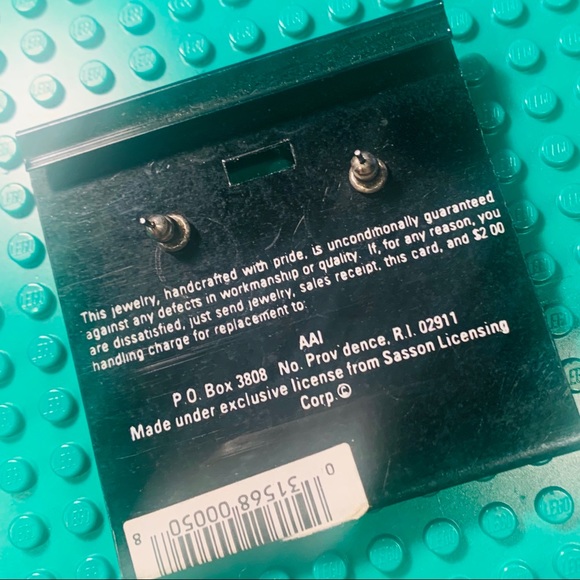 This jewelry, handcrafted with pride, is unconditionally guaranteed
against any defects in workmanship or quality. If, for any reason, you
are dissatisfied, just send jewelry, sales receipt, this card, and $2 00
handling charge for replacement to:
AAI
P.O. Box 3808 No. Providence, R.I. 02911
Made under exclusive license from Sasson Licensing
Corp.©
0 31568 00050 8